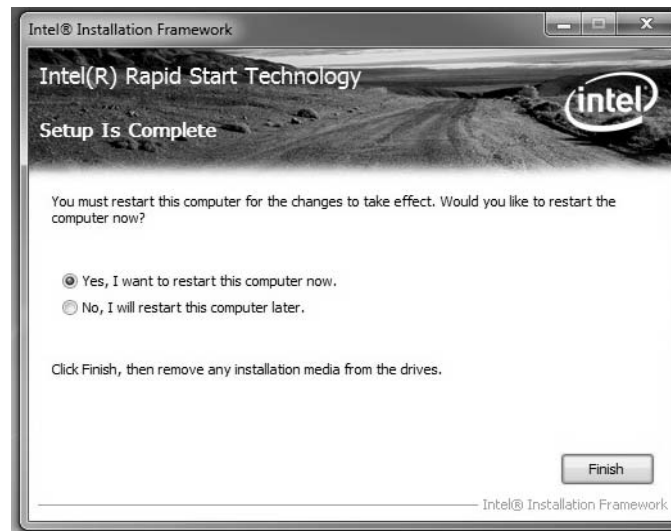 Intel® Installation Framework
Intel(R) Rapid Start Technology
intel
Setup Is Complete
You must restart this computer for the changes to take effect. Would you like to restart the
computer now?
Yes, I want to restart this computer now.
No, I will restart this computer later.
Click Finish, then remove any installation media from the drives.
Finish
Intel® Installation Framework